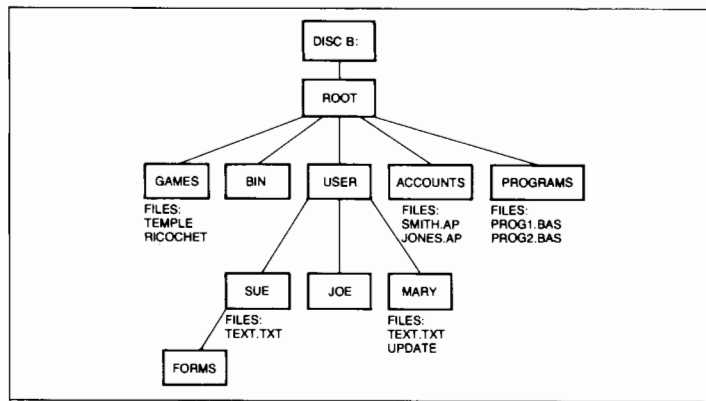 DISC B:
ROOT
GAMES
BIN
USER
ACCOUNTS
PROGRAMS
FILES:
TEMPLE
RICOCHET
FILES:
SMITH.AP
JONES.AP
FILES:
PROG1.BAS
PROG2.BAS
SUE
JOE
MARY
FILES:
TEXT.TXT
FILES:
TEXT.TXT
UPDATE
FORMS